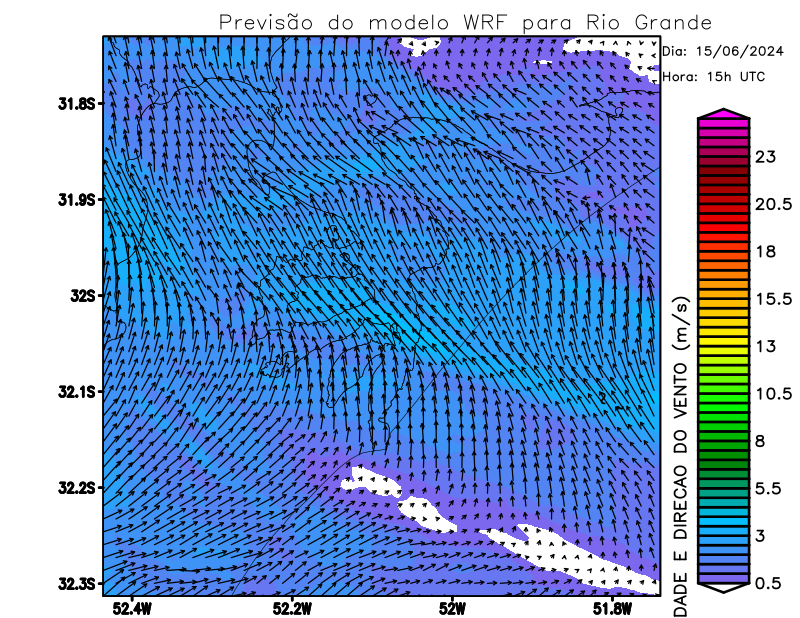 Previsão do modelo WRF para Rio Grande
Dia: 15/06/2024
Hora: 15h UTC
31.8S
31.9S
32S
32.1S
32.2S
32.3S
52.4W
52.2W
52W
51.8W
23
20.5
18
15.5
13
10.5
8
5.5
3
0.5
DADE E DIRECAO DO VENTO (m/s)
2